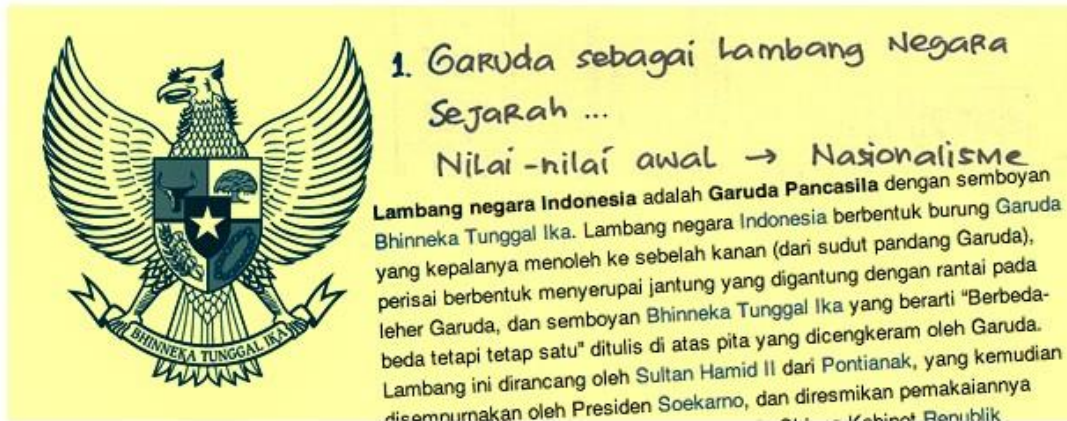 1. GaRuda sebagai Lambang NegaRa
SejaRah ...
Nilai-nilai awal → Nasionalisme
Lambang negara Indonesia adalah Garuda Pancasila dengan semboyan
Bhinneka Tunggal Ika. Lambang negara Indonesia berbentuk burung Garuda
yang kepalanya menoleh ke sebelah kanan (dari sudut pandang Garuda),
perisai berbentuk menyerupai jantung yang digantung dengan rantai pada
leher Garuda, dan semboyan Bhinneka Tunggal Ika yang berarti "Berbeda-
beda tetapi tetap satu" ditulis di atas pita yang dicengkeram oleh Garuda.
Lambang ini dirancang oleh Sultan Hamid II dari Pontianak, yang kemudian
disempurnakan oleh Presiden Soekarno, dan diresmikan pemakaiannya
Kabinet Republik
BHINNEKA TUNGGAL IKA